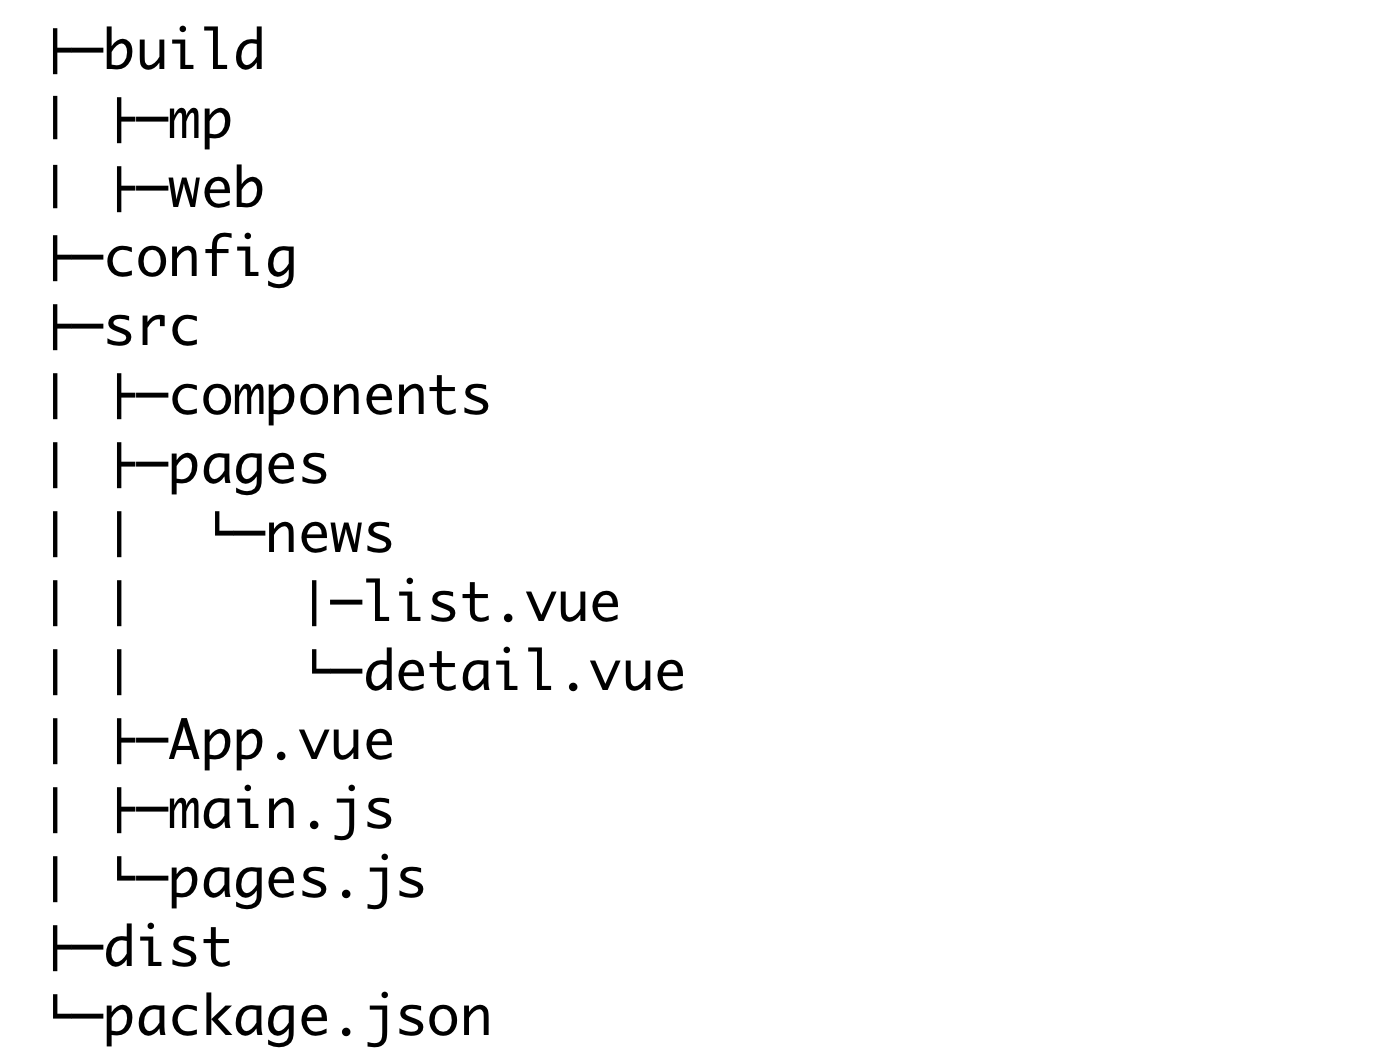 ├─build
│ ├─mp
│ ├─web
├─config
├─src
│ ├─components
│ ├─pages
│ │  └─news
│ │     |─list.vue
│ │     └─detail.vue
│ ├─App.vue
│ ├─main.js
│ └─pages.js
├─dist
└─package.json